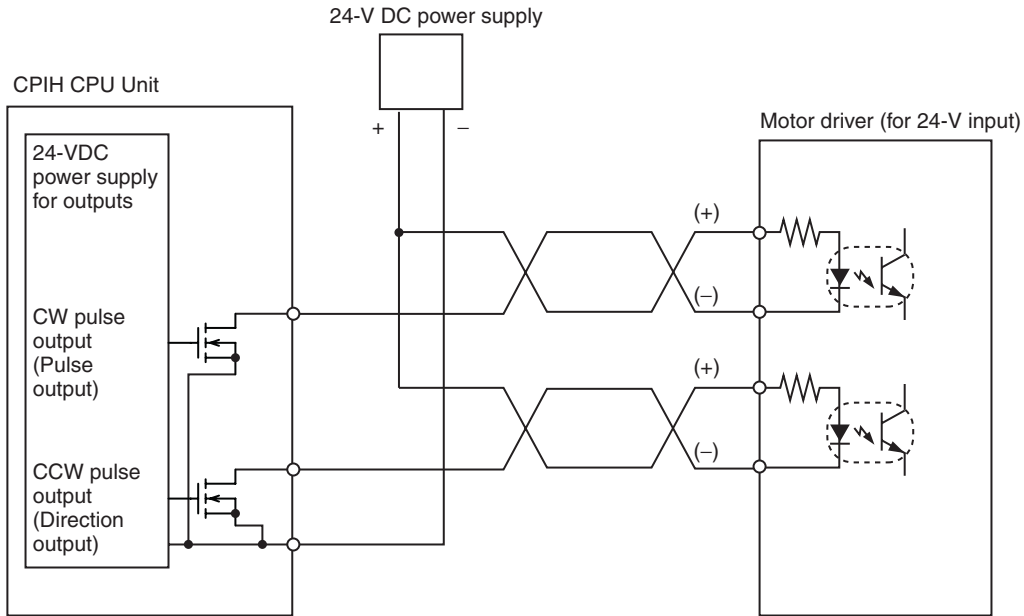 24-V DC power supply
CPIH CPU Unit
+
−
Motor driver (for 24-V input)
24-VDC
power supply
for outputs
(+)
(−)
CW pulse
output
(Pulse
output)
(+)
(−)
CCW pulse
output
(Direction
output)